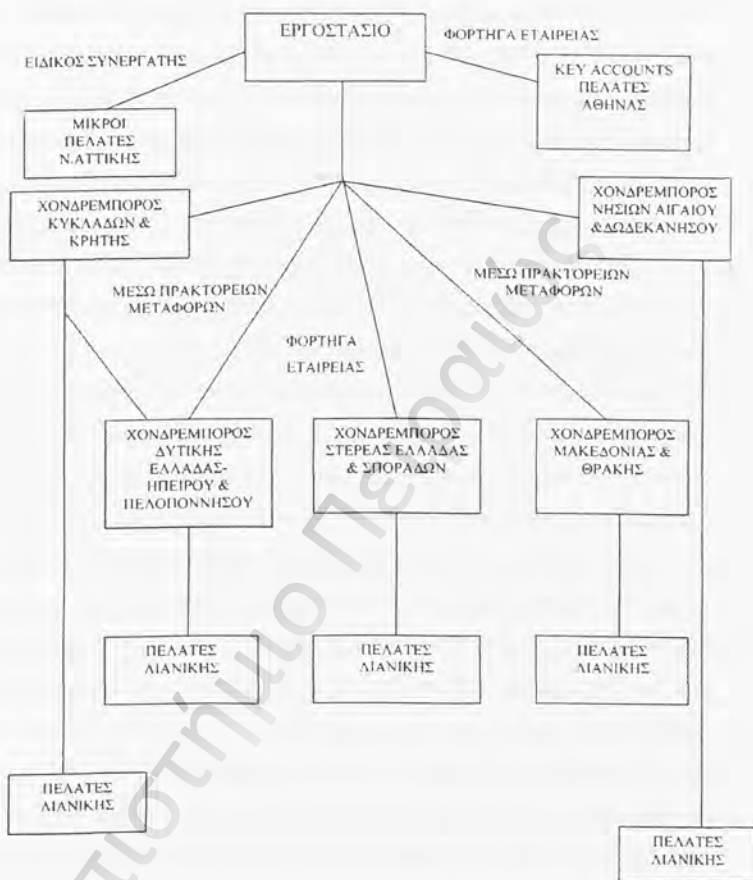 ΕΡΓΟΣΤΑΣΙΟ
ΦΟΡΤΗΓΑ ΕΤΑΙΡΕΙΑΣ
ΕΙΔΙΚΟΣ ΣΥΝΕΡΓΑΤΗΣ
KEY ACCOUNTS
ΠΕΛΑΤΕΣ
ΑΘΗΝΑΣ
ΜΙΚΡΟΙ
ΠΕΛΑΤΕΣ
Ν.ΑΤΤΙΚΗΣ
ΧΟΝΔΡΕΜΠΟΡΟΣ
ΚΥΚΛΑΔΩΝ &
ΚΡΗΤΗΣ
ΧΟΝΔΡΕΜΠΟΡΟΣ
ΝΗΣΙΩΝ ΑΙΓΑΙΟΥ
&ΔΩΔΕΚΑΝΗΣΟΥ
ΜΕΣΩ ΠΡΑΚΤΟΡΕΙΩΝ
ΜΕΤΑΦΟΡΩΝ
ΜΕΣΩ ΠΡΑΚΤΟΡΕΙΩΝ
ΜΕΤΑΦΟΡΩΝ
ΦΟΡΤΗΓΑ
ΕΤΑΙΡΕΙΑΣ
ΧΟΝΔΡΕΜΠΟΡΟΣ
ΔΥΤΙΚΗΣ
ΕΛΛΑΔΑΣ-
ΗΠΕΙΡΟΥ &
ΠΕΛΟΠΟΝΝΗΣΟΥ
ΧΟΝΔΡΕΜΠΟΡΟΣ
ΣΤΕΡΕΑΣ ΕΛΛΑΔΑΣ
& ΣΠΟΡΑΔΩΝ
ΧΟΝΔΡΕΜΠΟΡΟΣ
ΜΑΚΕΔΟΝΙΑΣ &
ΘΡΑΚΗΣ
ΠΕΛΑΤΕΣ
ΛΙΑΝΙΚΗΣ
ΠΕΛΑΤΕΣ
ΛΙΑΝΙΚΗΣ
ΠΕΛΑΤΕΣ
ΛΙΑΝΙΚΗΣ
ΠΕΛΑΤΕΣ
ΛΙΑΝΙΚΗΣ
ΠΕΛΑΤΕΣ
ΛΙΑΝΙΚΗΣ
πιστήμιο Πειραιώς